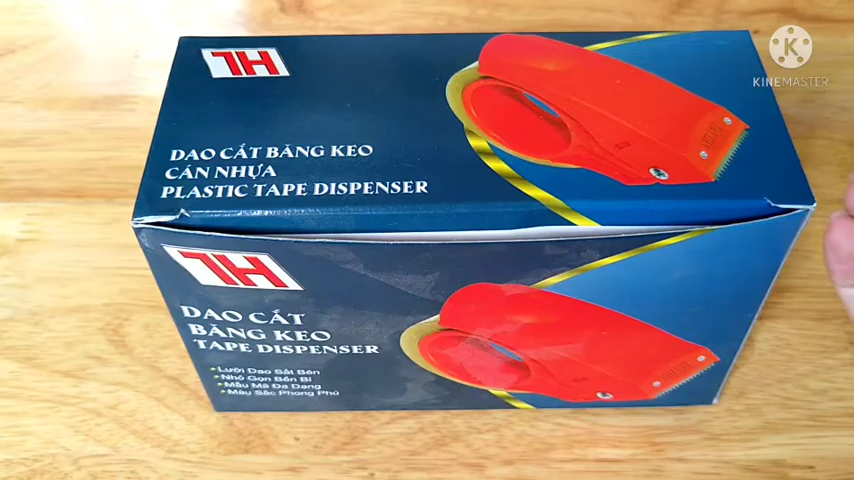 KINEMASTER
TH
DAO CẮT BĂNG KEO
CÁN NHỰA
PLASTIC TAPE DISPENSER
TH
DAO CẮT
BĂNG KEO
TAPE DISPENSER
Lưỡi Dao Sắt Bén
Nhỏ Gọn Bền Bỉ
Mẫu Mã Đa Dạng
Màu Sắc Phong Phú